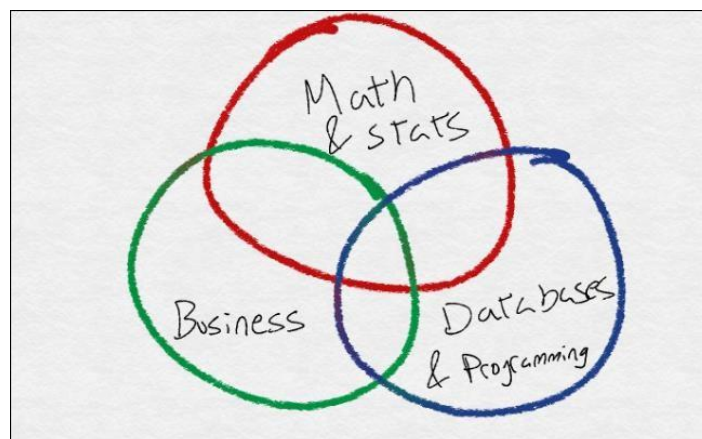 Math
& stats
Business
Databases
& Programming